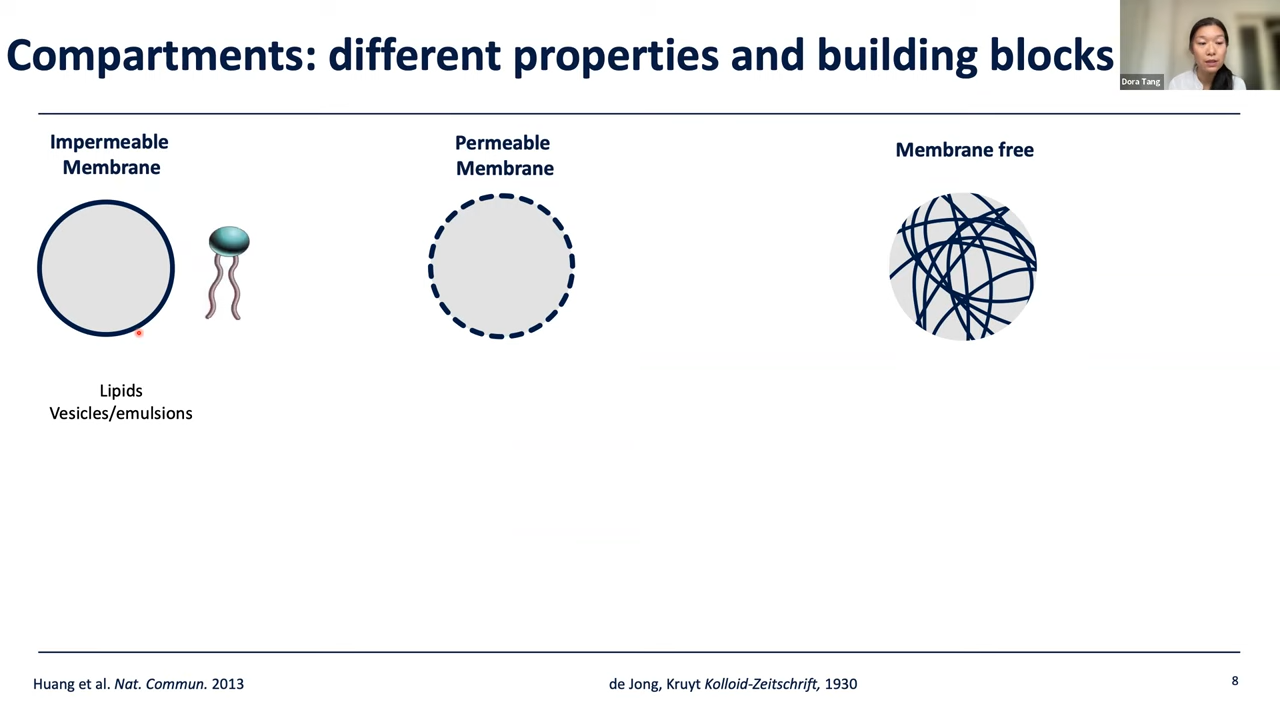 Compartments: different properties and building blocks
Dora Tang
Impermeable
Membrane
Permeable
Membrane
Membrane free
Lipids
Vesicles/emulsions
Huang et al. Nat. Commun. 2013
de Jong, Kruyt Kolloid-Zeitschrift, 1930
8